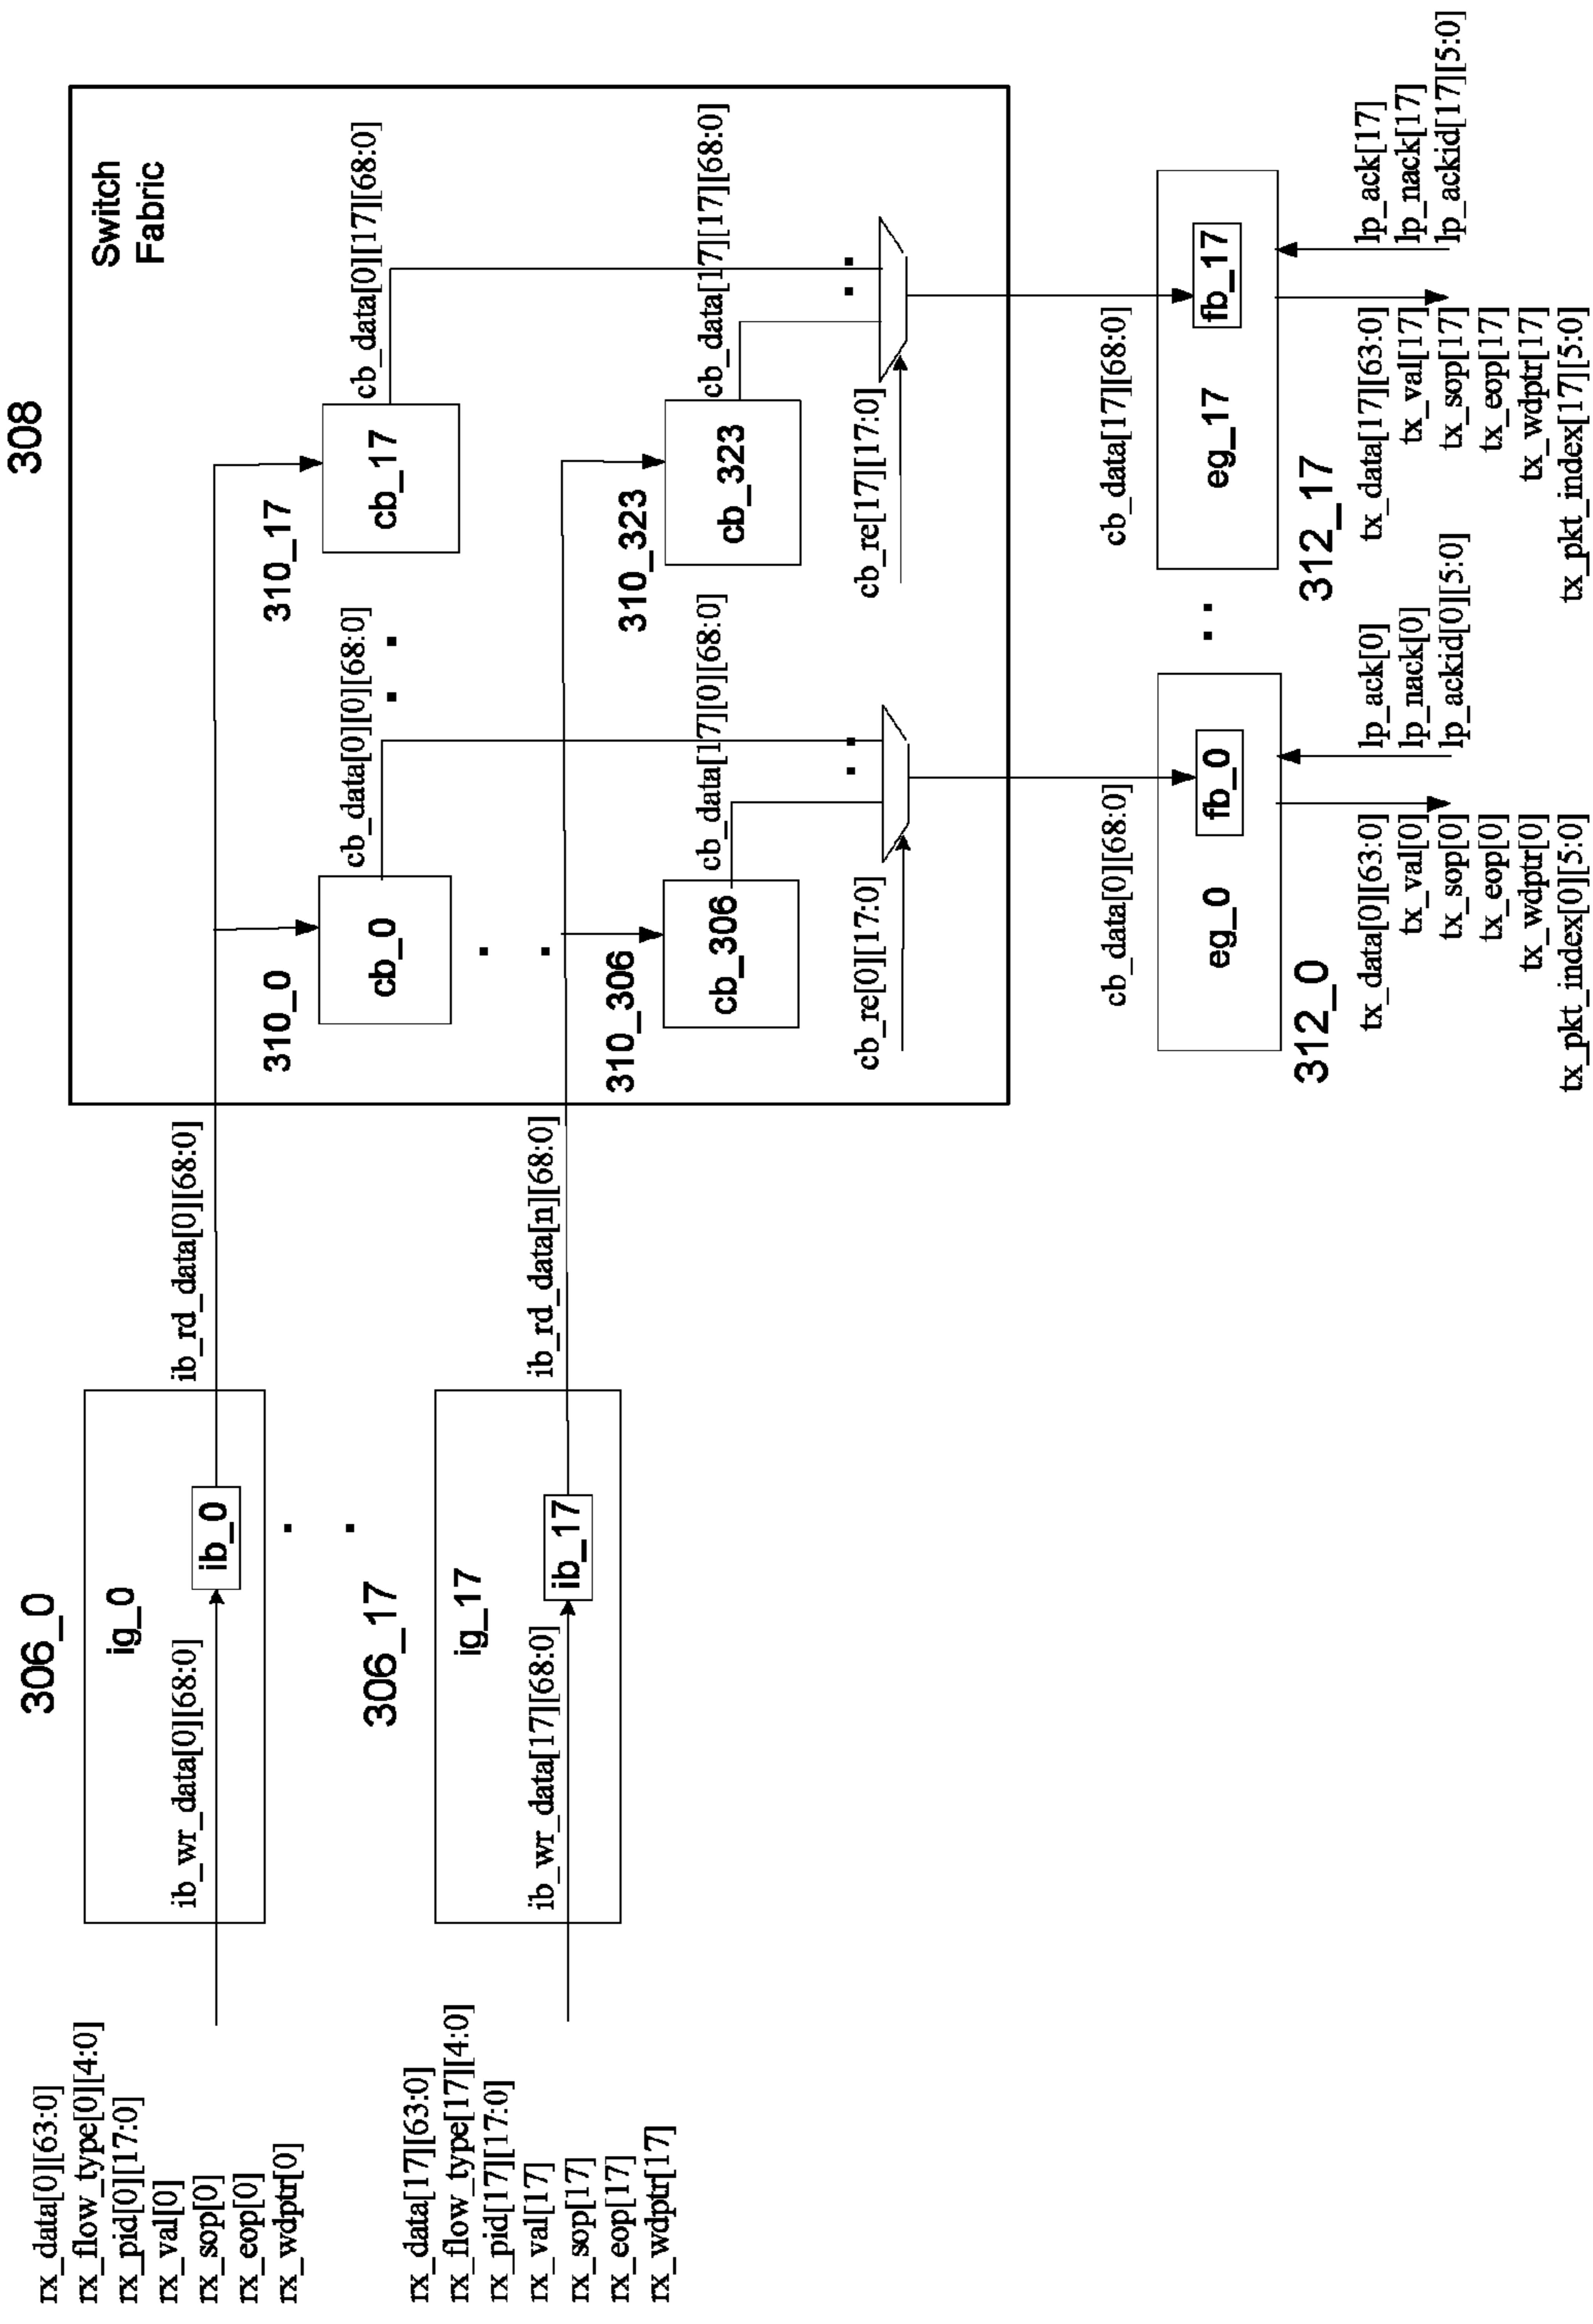 308
Switch
Fabric
306_0
ig_0
ib_0
ib_wr_data[0][68:0]
ib_rd_data[0][68:0]
rx_data[0][63:0]
rx_flow_type[0][4:0]
rx_pid[0][17:0]
rx_val[0]
rx_sop[0]
rx_eop[0]
rx_wdptr[0]
306_17
ig_17
ib_17
ib_wr_data[17][68:0]
ib_rd_data[n][68:0]
rx_data[17][63:0]
rx_flow_type[17][4:0]
rx_pid[17][17:0]
rx_val[17]
rx_sop[17]
rx_eop[17]
rx_wdptr[17]
310_0
cb_0
cb_data[0][0][68:0]
310_17
cb_17
cb_data[0][17][68:0]
310_306
cb_306
cb_data[17][0][68:0]
310_323
cb_323
cb_data[17][17][68:0]
cb_re[0][17:0]
cb_re[17][17:0]
cb_data[0][68:0]
cb_data[17][68:0]
eg_0
fb_0
312_0
eg_17
fb_17
312_17
tx_data[0][63:0]
tx_val[0]
tx_sop[0]
tx_eop[0]
tx_wdptr[0]
tx_pkt_index[0][5:0]
lp_ack[0]
lp_nack[0]
lp_ackid[0][5:0]
tx_data[17][63:0]
tx_val[17]
tx_sop[17]
tx_eop[17]
tx_wdptr[17]
tx_pkt_index[17][5:0]
lp_ack[17]
lp_nack[17]
lp_ackid[17][5:0]